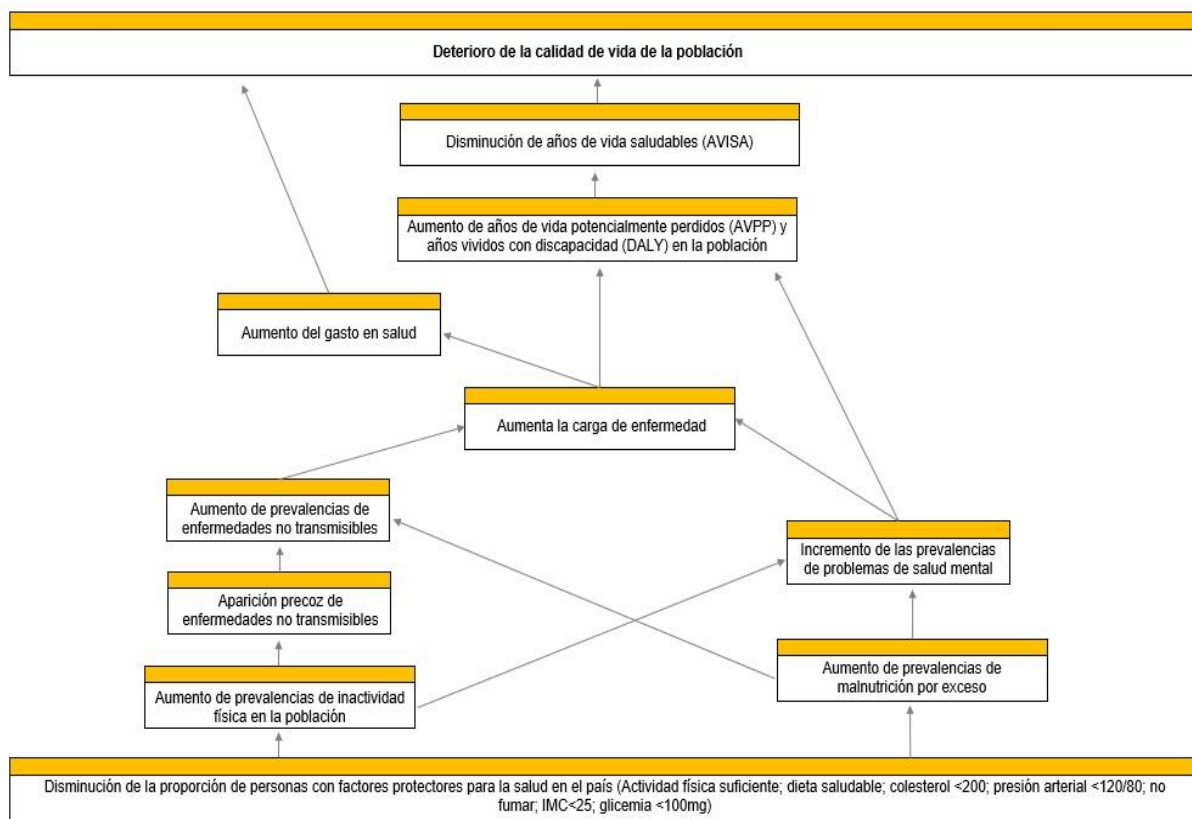 Deterioro de la calidad de vida de la población
Disminución de años de vida saludables (AVISA)
Aumento de años de vida potencialmente perdidos (AVPP) y
años vividos con discapacidad (DALY) en la población
Aumento del gasto en salud
Aumenta la carga de enfermedad
Aumento de prevalencias de
enfermedades no transmisibles
Incremento de las prevalencias
de problemas de salud mental
Aparición precoz de
enfermedades no transmisibles
Aumento de prevalencias de
malnutrición por exceso
Aumento de prevalencias de inactividad
física en la población
Disminución de la proporción de personas con factores protectores para la salud en el país (Actividad física suficiente; dieta saludable; colesterol <200; presión arterial <120/80; no
fumar; IMC<25; glicemia <100mg)